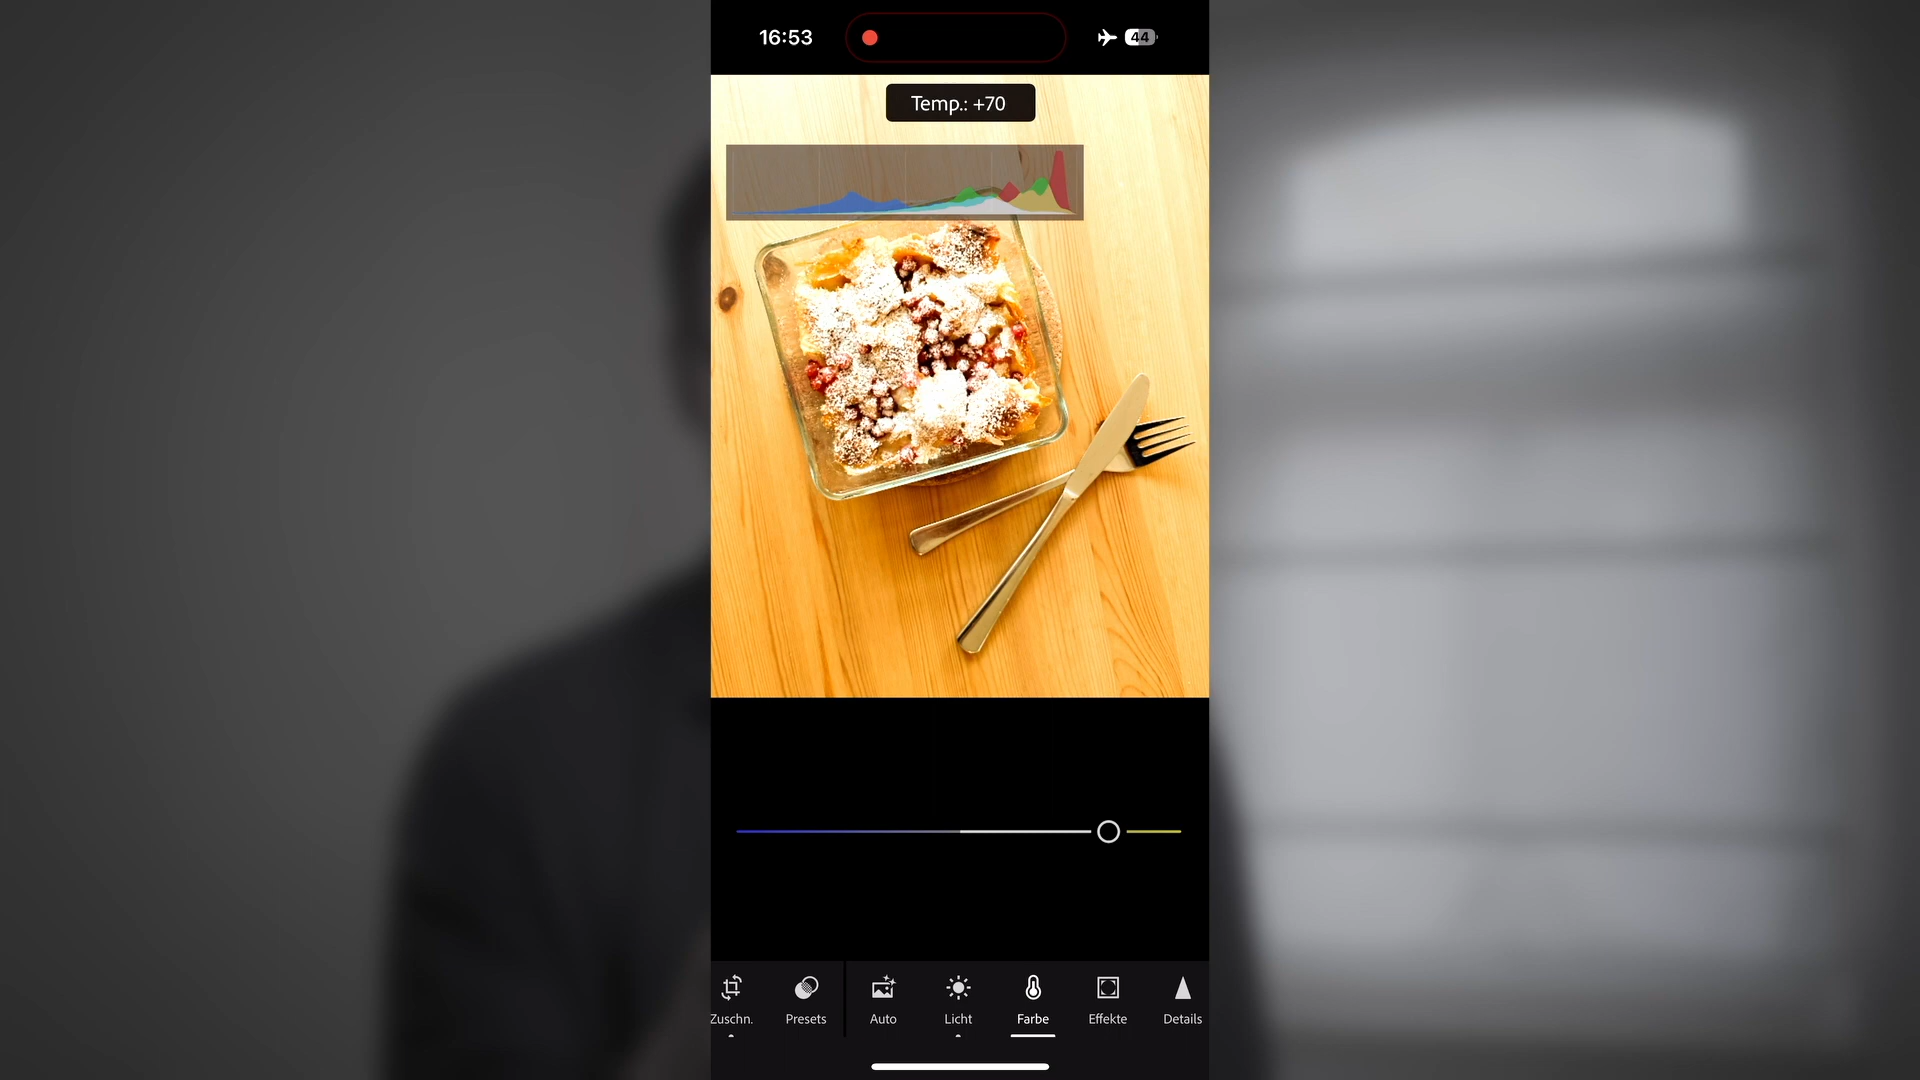 16:53
44
Temp.: +70
Zuschn.
Presets
Auto
Licht
Farbe
Effekte
Details